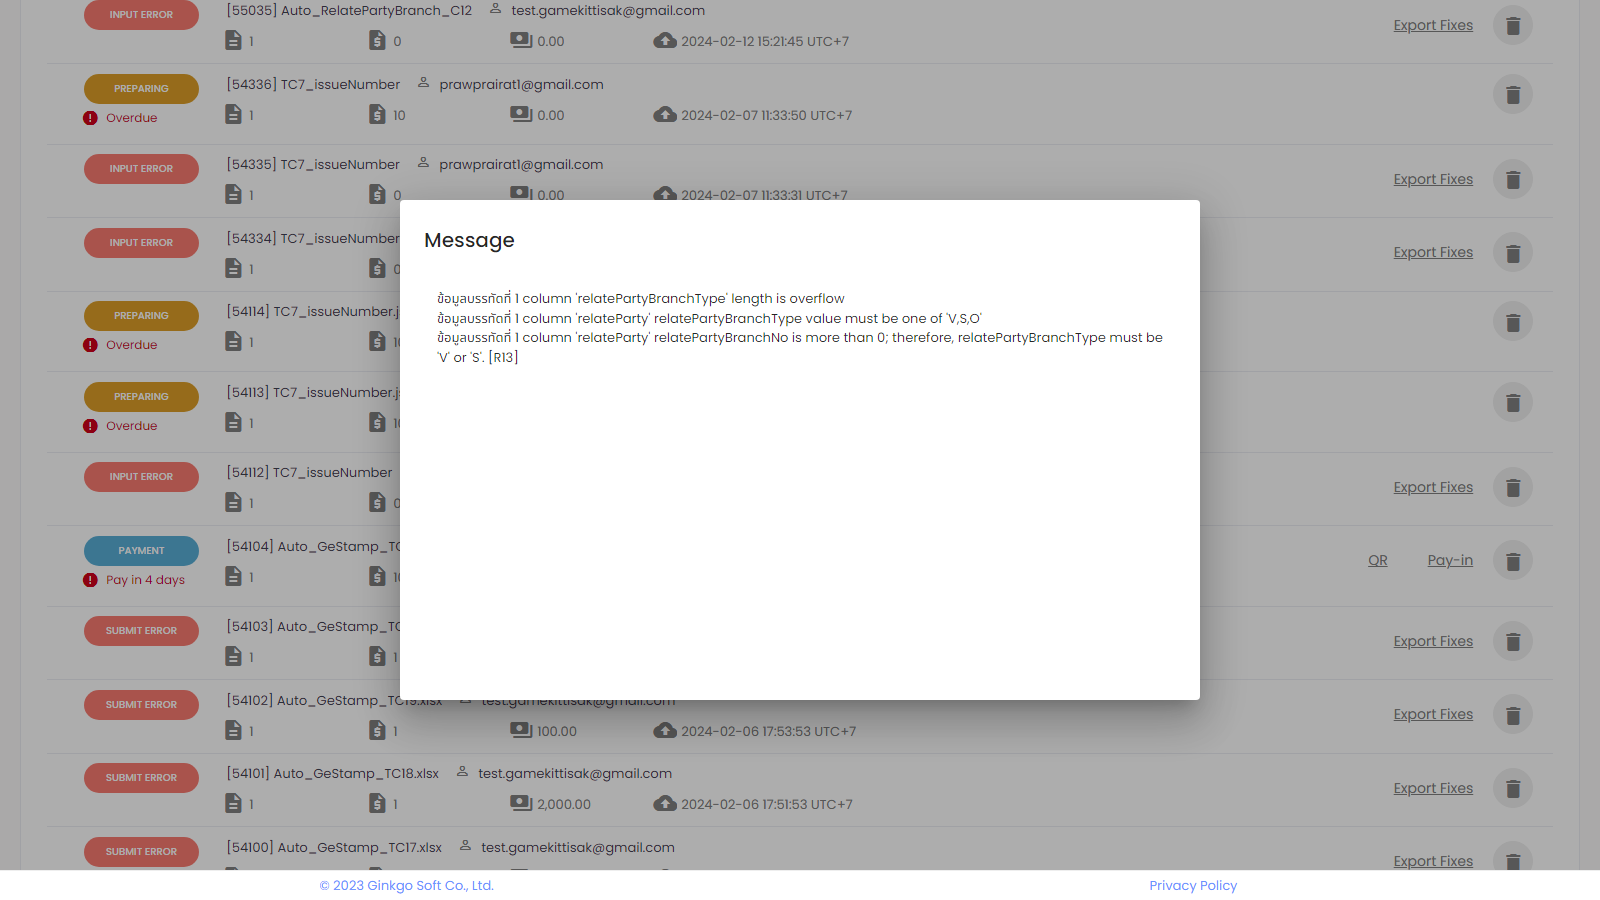 INPUT ERROR [55035] Auto_RelatePartyBranch_C12 test.gamekittisak@gmail.com
1 0 0.00 2024-02-12 15:21:45 UTC+7 Export Fixes
PREPARING [54336] TC7_issueNumber prawprairat1@gmail.com
Overdue 1 10 0.00 2024-02-07 11:33:50 UTC+7
INPUT ERROR [54335] TC7_issueNumber prawprairat1@gmail.com
1 0 0.00 2024-02-07 11:33:31 UTC+7 Export Fixes
INPUT ERROR [54334] TC7_issueNumber
1 0 Export Fixes
PREPARING [54114] TC7_issueNumber.j
Overdue 1
PREPARING [54113] TC7_issueNumber.j
Overdue 1
INPUT ERROR [54112] TC7_issueNumber
1 0 Export Fixes
PAYMENT [54104] Auto_GeStamp_TC
Pay in 4 days 1 QR Pay-in
SUBMIT ERROR [54103] Auto_GeStamp_TC
1 1 Export Fixes
SUBMIT ERROR [54102] Auto_GeStamp_TC19.xlsx test.gamekittisak@gmail.com
1 1 100.00 2024-02-06 17:53:53 UTC+7 Export Fixes
SUBMIT ERROR [54101] Auto_GeStamp_TC18.xlsx test.gamekittisak@gmail.com
1 1 2,000.00 2024-02-06 17:51:53 UTC+7 Export Fixes
SUBMIT ERROR [54100] Auto_GeStamp_TC17.xlsx test.gamekittisak@gmail.com
Export Fixes
Message
ข้อมูลบรรทัดที่ 1 column 'relatePartyBranchType' length is overflow
ข้อมูลบรรทัดที่ 1 column 'relateParty' relatePartyBranchType value must be one of 'V,S,O'
ข้อมูลบรรทัดที่ 1 column 'relateParty' relatePartyBranchNo is more than 0; therefore, relatePartyBranchType must be
'V' or 'S'. [R13]
© 2023 Ginkgo Soft Co., Ltd. Privacy Policy